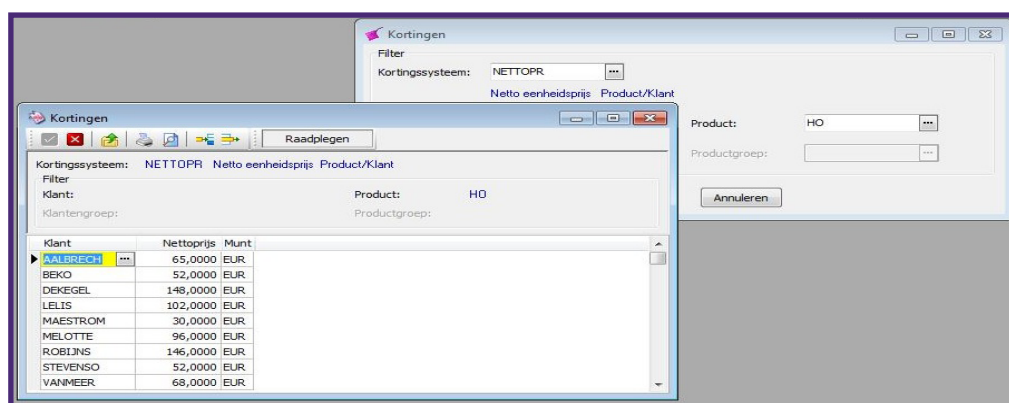 Kortingen
Filter
Kortingssysteem: NETTOPR ...
Netto eenheidsprijs Product/Klant
Product: HO ...
Productgroep: ...
Annuleren
Kortingen
Raadplegen
Kortingssysteem: NETTOPR Netto eenheidsprijs Product/Klant
Filter
Klant: Product: HO
Klantengroep: Productgroep:
Klant Nettoprijs Munt
AALBRECH ... 65,0000 EUR
BEKO 52,0000 EUR
DEKEGEL 148,0000 EUR
LELIS 102,0000 EUR
MAESTROM 30,0000 EUR
MELOTTE 96,0000 EUR
ROBIJNS 146,0000 EUR
STEVENSO 52,0000 EUR
VANMEER 68,0000 EUR